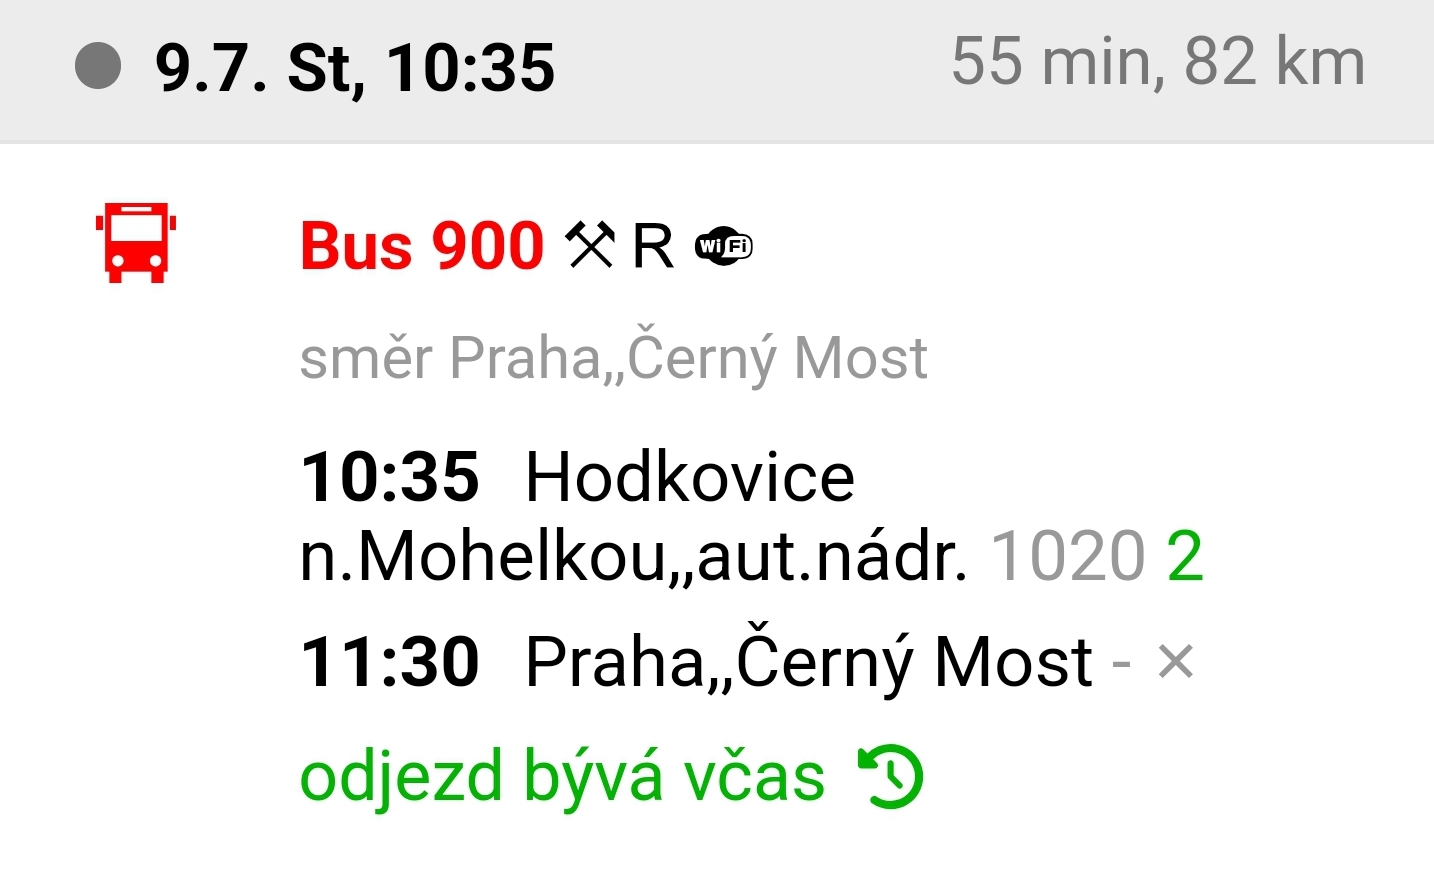 9.7. St, 10:35 55 min, 82 km
Bus 900 ⚒ R WiFi
směr Praha,,Černý Most
10:35 Hodkovice
n.Mohelkou,,aut.nádr. 1020 2
11:30 Praha,,Černý Most - ×
odjezd bývá včas